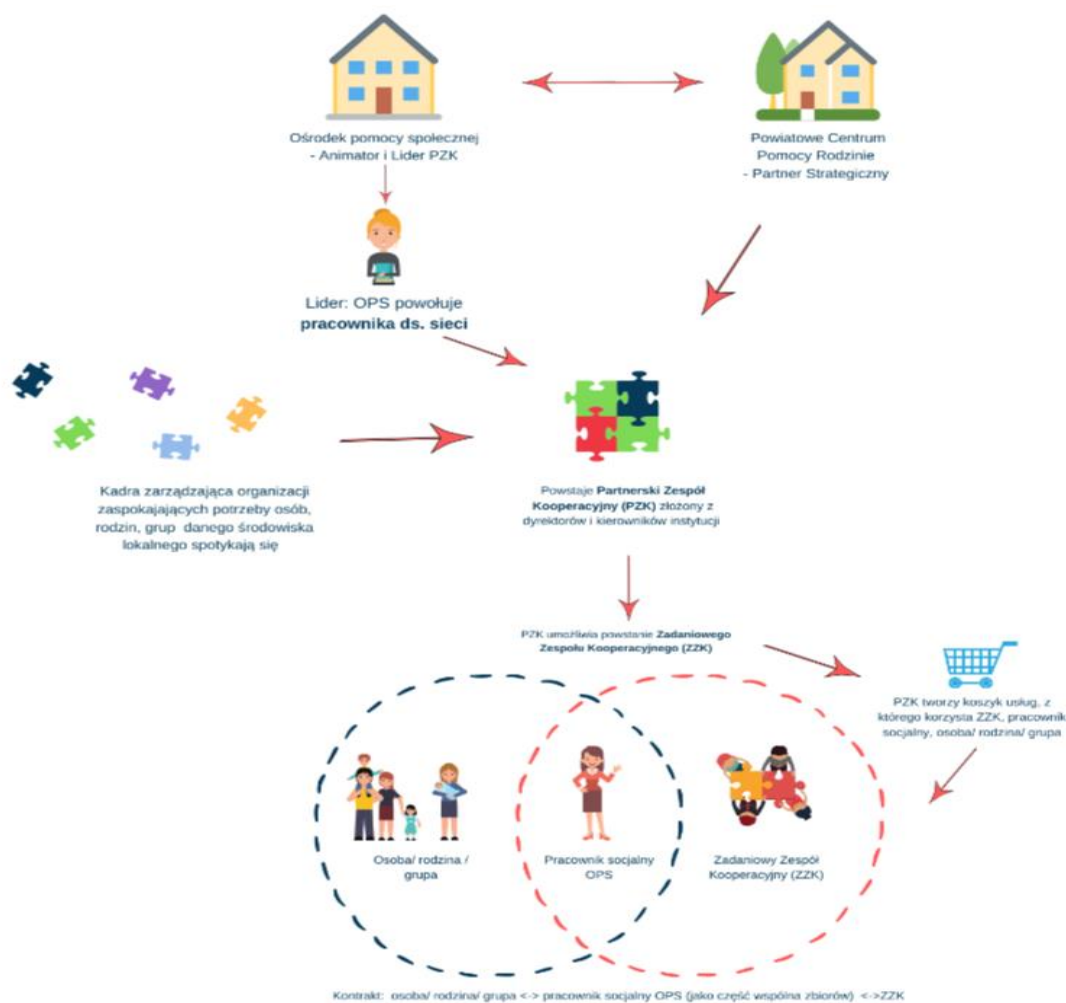 Ośrodek pomocy społecznej
- Animator i Lider PZK
Powiatowe Centrum
Pomocy Rodzinie
- Partner Strategiczny
Lider: OPS powołuje
pracownika ds. sieci
Kadra zarządzająca organizacji
zaspokajających potrzeby osób,
rodzin, grup danego środowiska
lokalnego spotykają się
Powstaje Partnerski Zespół
Kooperacyjny (PZK) złożony z
dyrektorów i kierowników instytucji
PZK umożliwia powstanie Zadaniowego
Zespołu Kooperacyjnego (ZZK)
PZK tworzy koszyk usług, z
którego korzysta ZZK, pracownik
socjalny, osoba/ rodzina/ grupa
Osoba/ rodzina /
grupa
Pracownik socjalny
OPS
Zadaniowy Zespół
Kooperacyjny (ZZK)
Kontrakt: osoba/ rodzina/ grupa <-> pracownik socjalny OPS (jako część wspólna zbiorów) <->ZZK